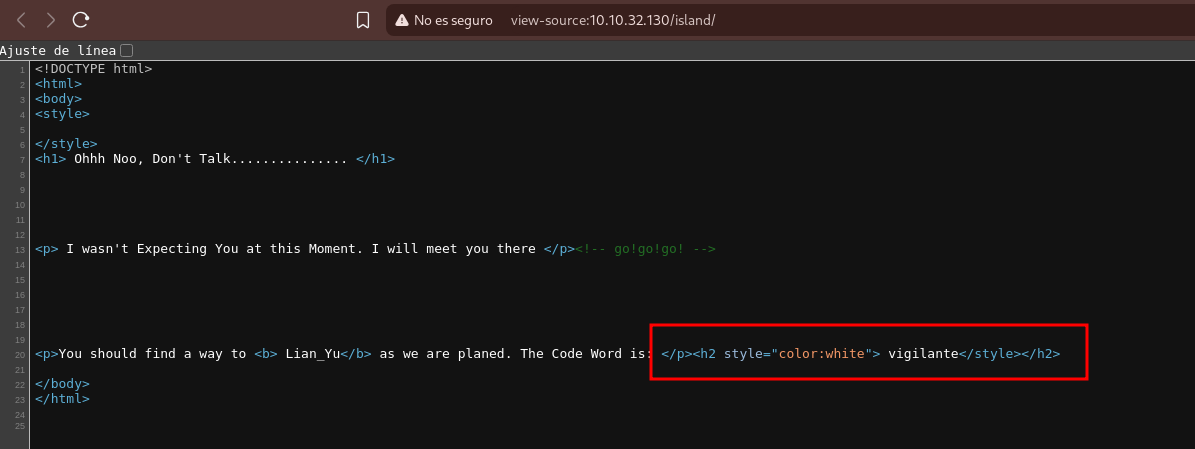 No es seguro view-source:10.10.32.130/island/
Ajuste de línea
1 <!DOCTYPE html>
2 <html>
3 <body>
4 <style>
5
6 </style>
7 <h1> Ohhh Noo, Don't Talk............... </h1>
8
9
10
11
12
13 <p> I wasn't Expecting You at this Moment. I will meet you there </p><!-- go!go!go! -->
14
15
16
17
18
19
20 <p>You should find a way to <b> Lian_Yu</b> as we are planed. The Code Word is: </p><h2 style="color:white"> vigilante</style></h2>
21
22 </body>
23 </html>
24
25